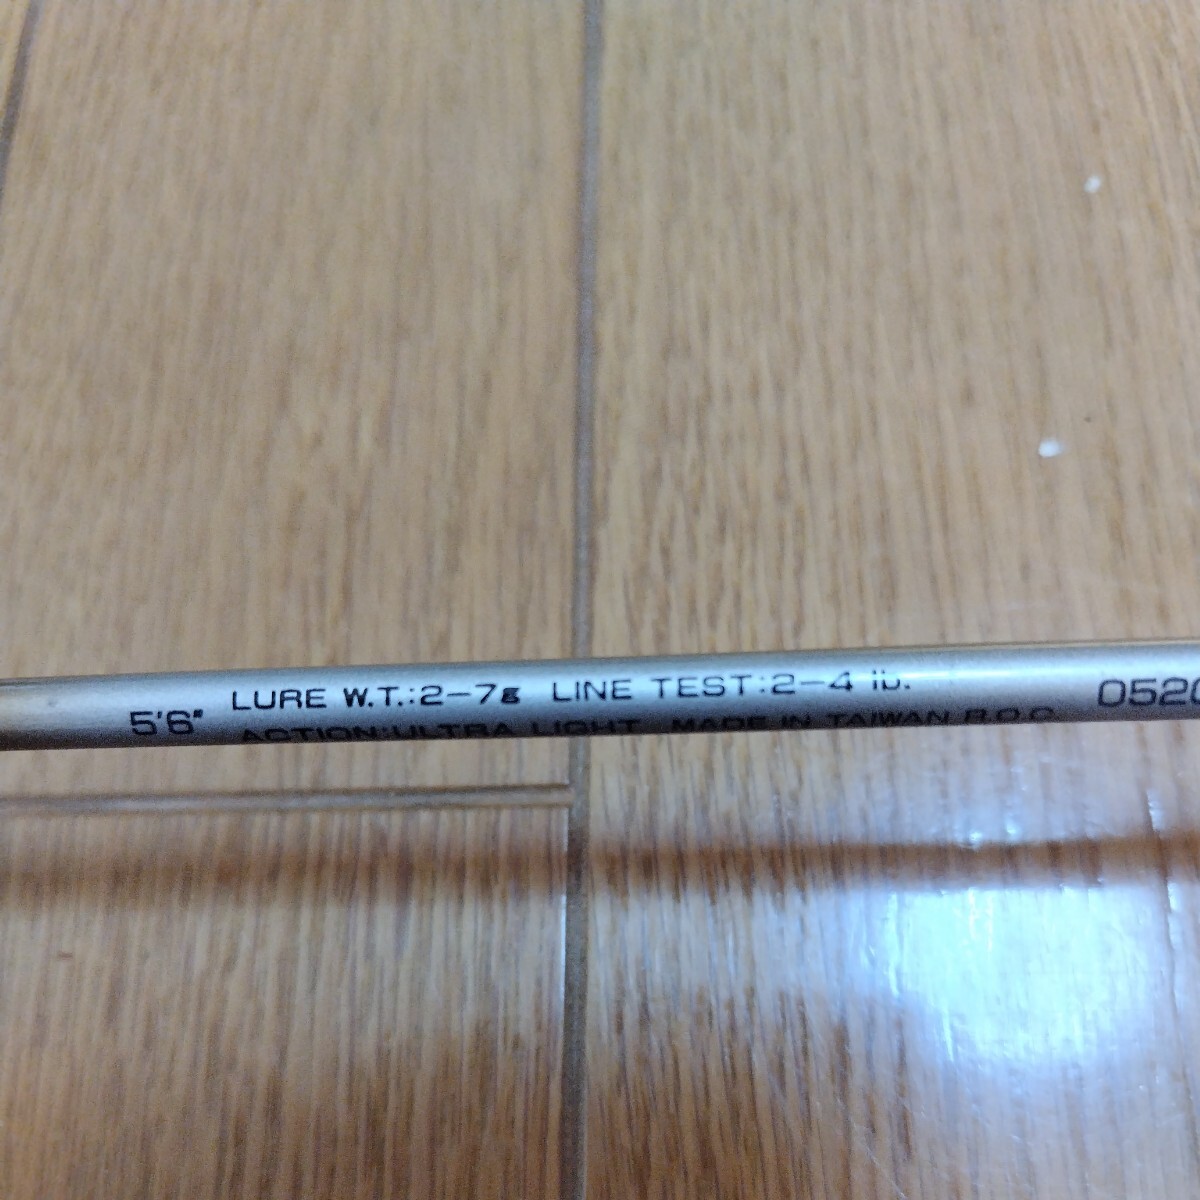 5'6" LURE W.T.:2-7g LINE TEST:2-4 lb.
ACTION:ULTRA LIGHT MADE IN TAIWAN R.O.C.